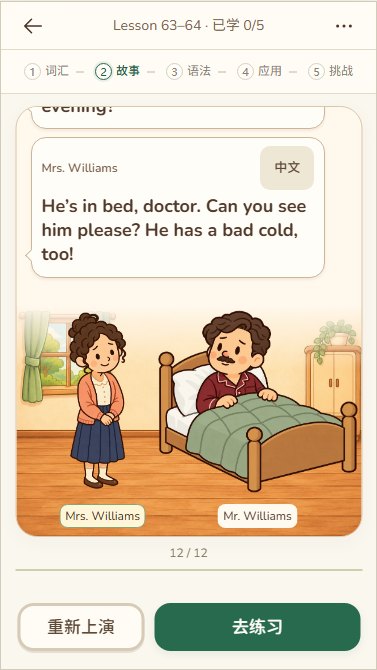 Lesson 63–64 · 已学 0/5
1 词汇 2 故事 3 语法 4 应用 5 挑战
evening?
Mrs. Williams
中文
He’s in bed, doctor. Can you see
him please? He has a bad cold,
too!
Mrs. Williams
Mr. Williams
12 / 12
重新上演
去练习